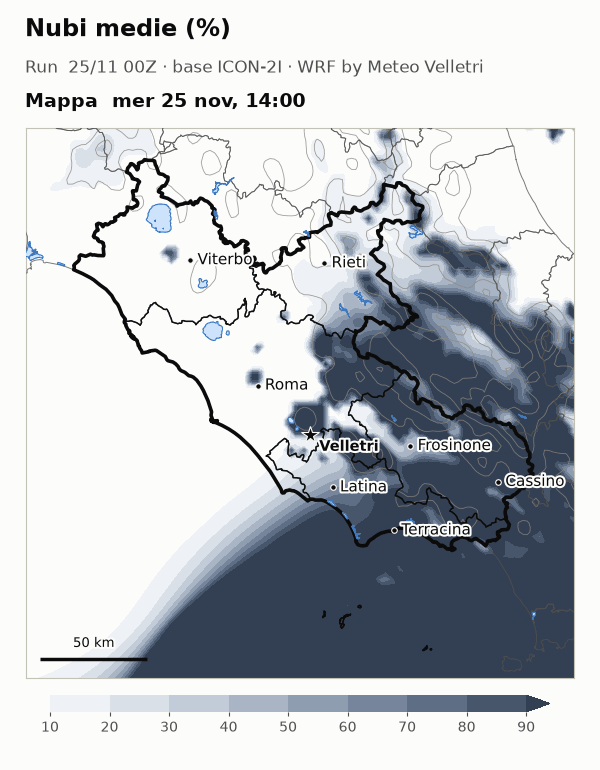 Nubi medie (%)
Run  25/11 00Z · base ICON-2I · WRF by Meteo Velletri
Mappa  mer 25 nov, 14:00
Viterbo
Rieti
Roma
Velletri
Frosinone
Latina
Cassino
Terracina
50 km
10 20 30 40 50 60 70 80 90